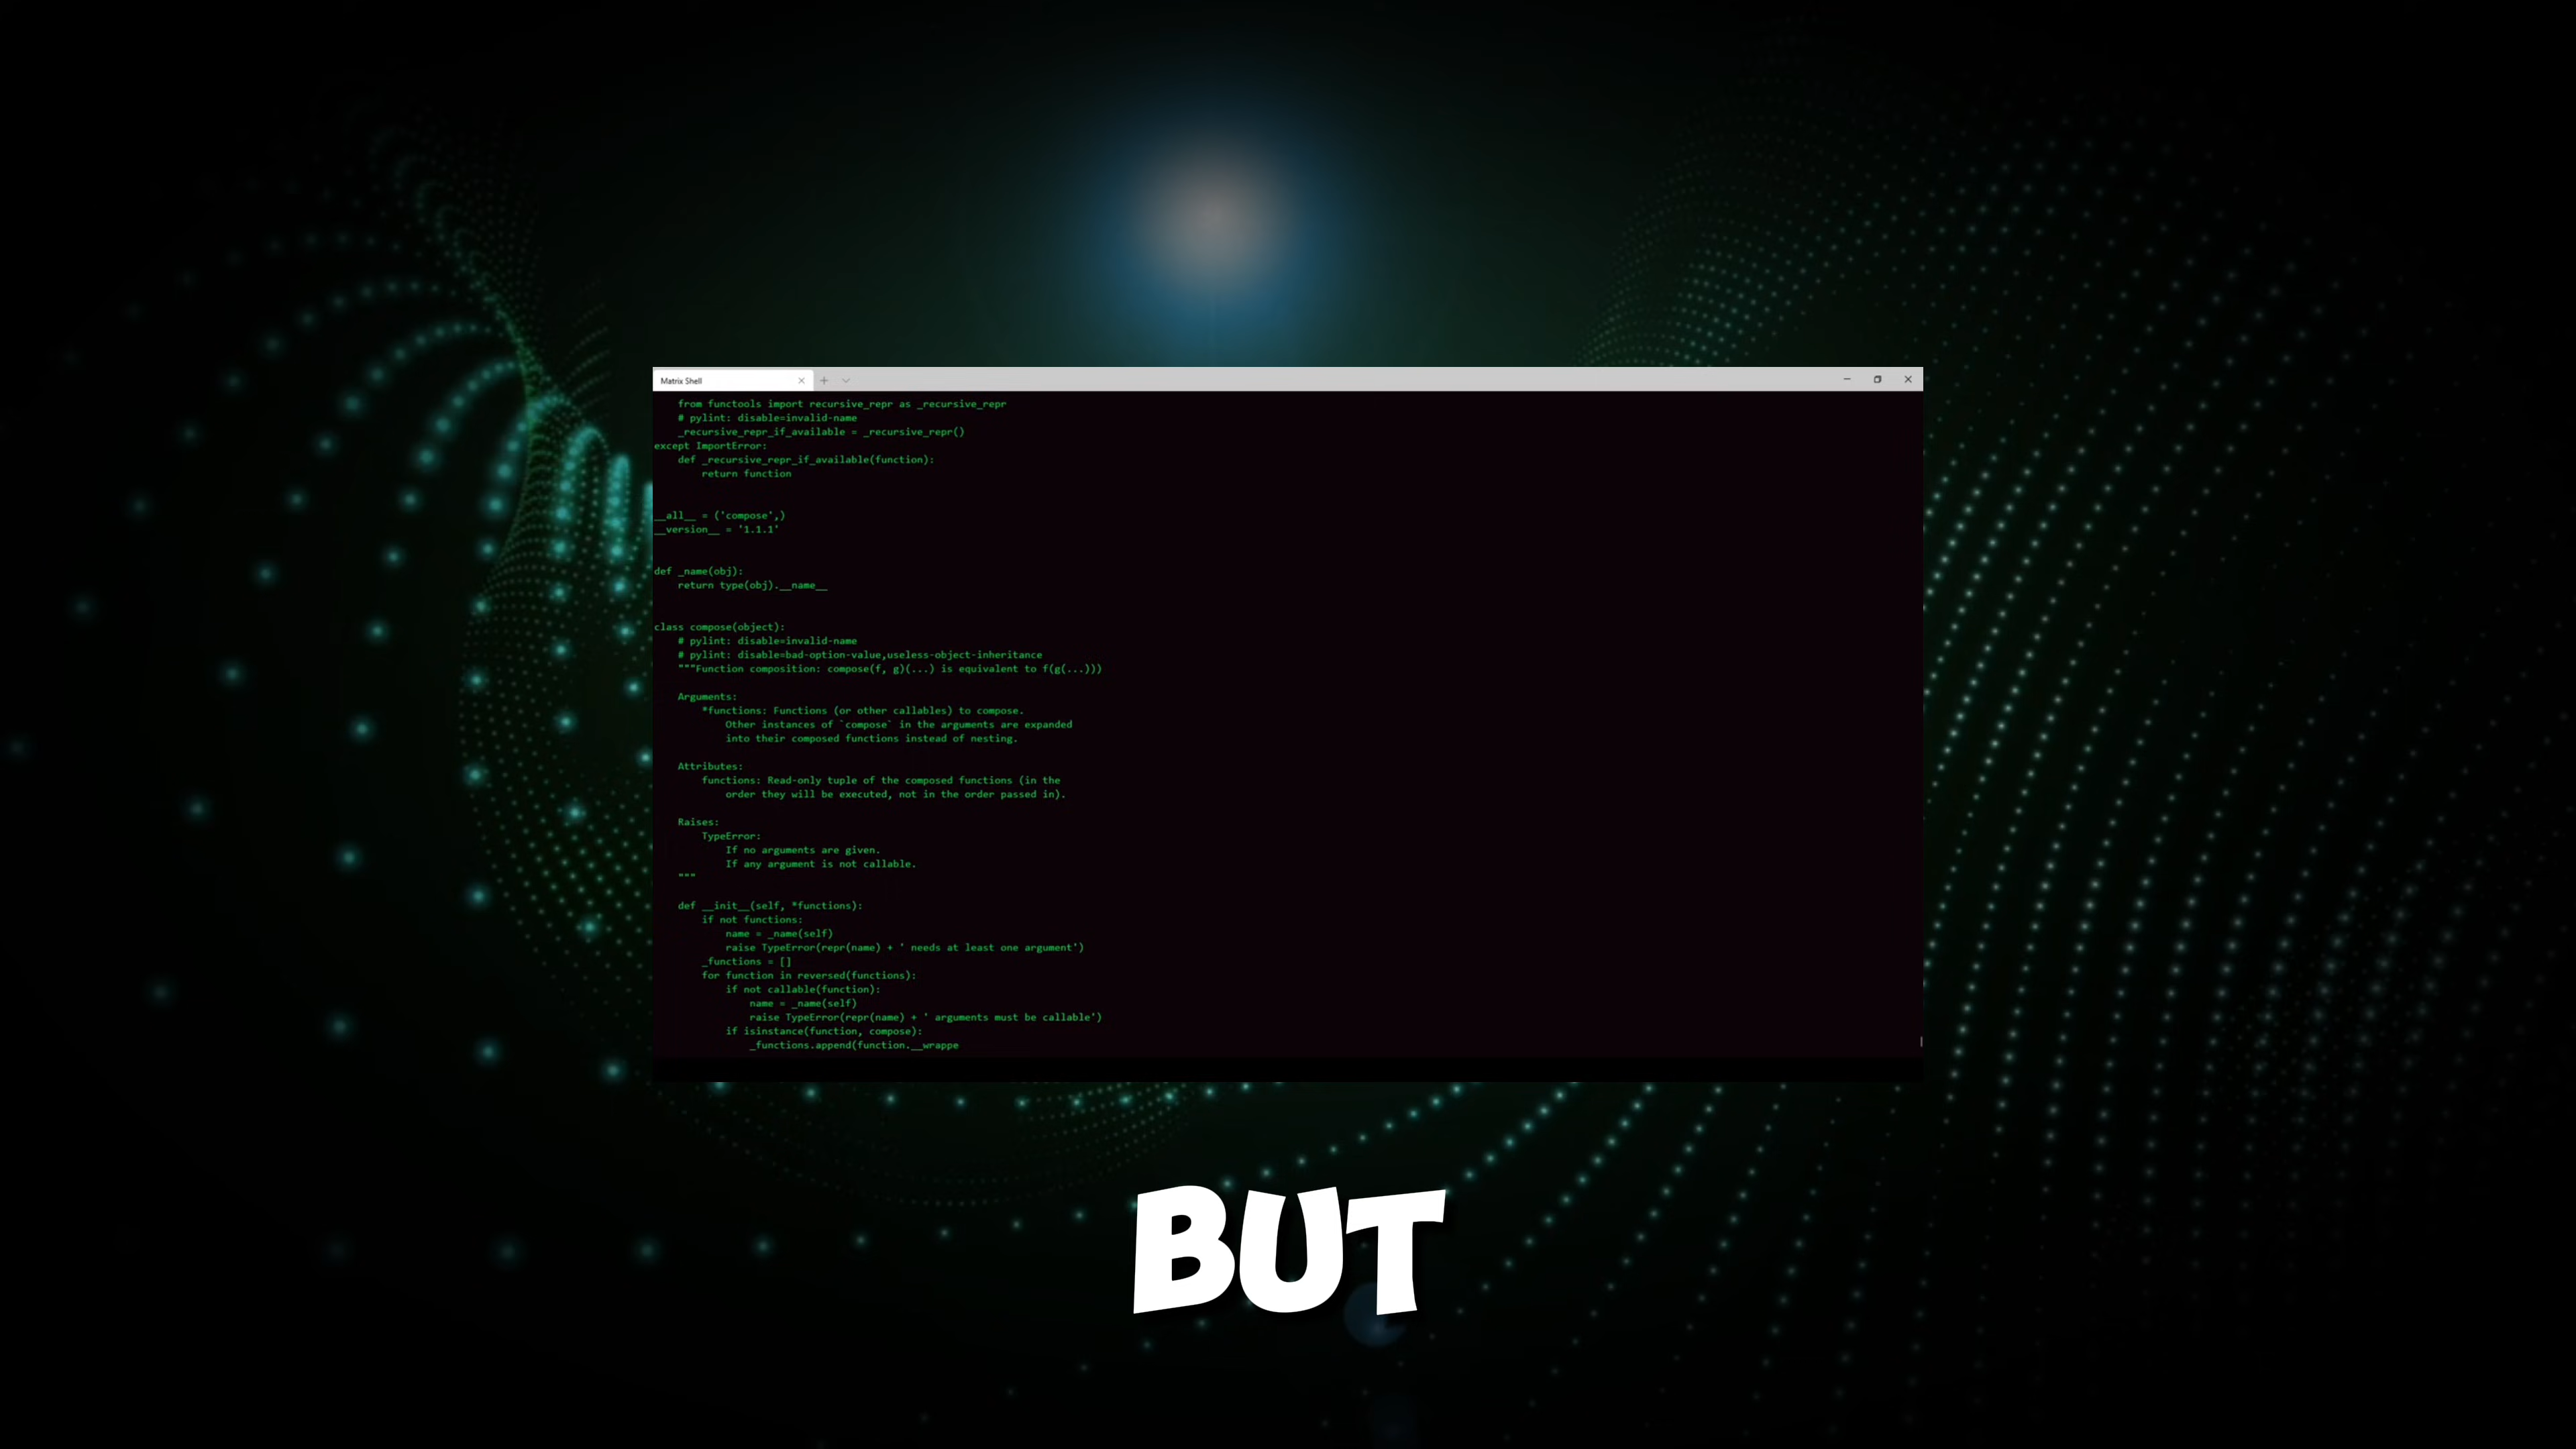 Matrix Shell
from functools import recursive_repr as _recursive_repr
# pylint: disable=invalid-name
_recursive_repr_if_available = _recursive_repr()
except ImportError:
def _recursive_repr_if_available(function):
return function
__all__ = ('compose',)
__version__ = '1.1.1'
def _name(obj):
return type(obj).__name__
class compose(object):
# pylint: disable=invalid-name
# pylint: disable=bad-option-value,useless-object-inheritance
"""Function composition: compose(f, g)(...) is equivalent to f(g(...)))
Arguments:
*functions: Functions (or other callables) to compose.
Other instances of `compose` in the arguments are expanded
into their composed functions instead of nesting.
Attributes:
functions: Read-only tuple of the composed functions (in the
order they will be executed, not in the order passed in).
Raises:
TypeError:
If no arguments are given.
If any argument is not callable.
"""
def __init__(self, *functions):
if not functions:
name = _name(self)
raise TypeError(repr(name) + ' needs at least one argument')
_functions = []
for function in reversed(functions):
if not callable(function):
name = _name(self)
raise TypeError(repr(name) + ' arguments must be callable')
if isinstance(function, compose):
_functions.append(function.__wrappe
BUT